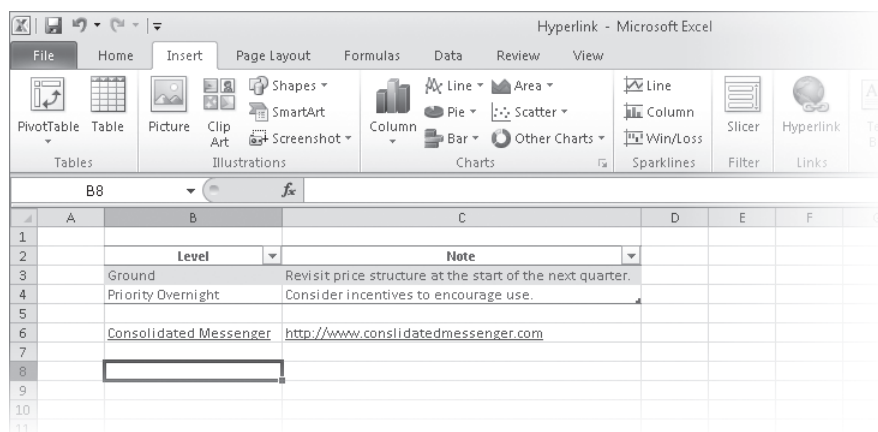 Hyperlink - Microsoft Excel
File Home Insert Page Layout Formulas Data Review View
PivotTable Table Picture Clip Art Shapes SmartArt Screenshot Column Line Pie Bar Area Scatter Other Charts Line Column Win/Loss Slicer Hyperlink
Tables Illustrations Charts Sparklines Filter Links
B8 fx
A B C D E F
1
2 Level Note
3 Ground Revisit price structure at the start of the next quarter.
4 Priority Overnight Consider incentives to encourage use.
5
6 Consolidated Messenger http://www.conslidatedmessenger.com
7
8
9
10
11